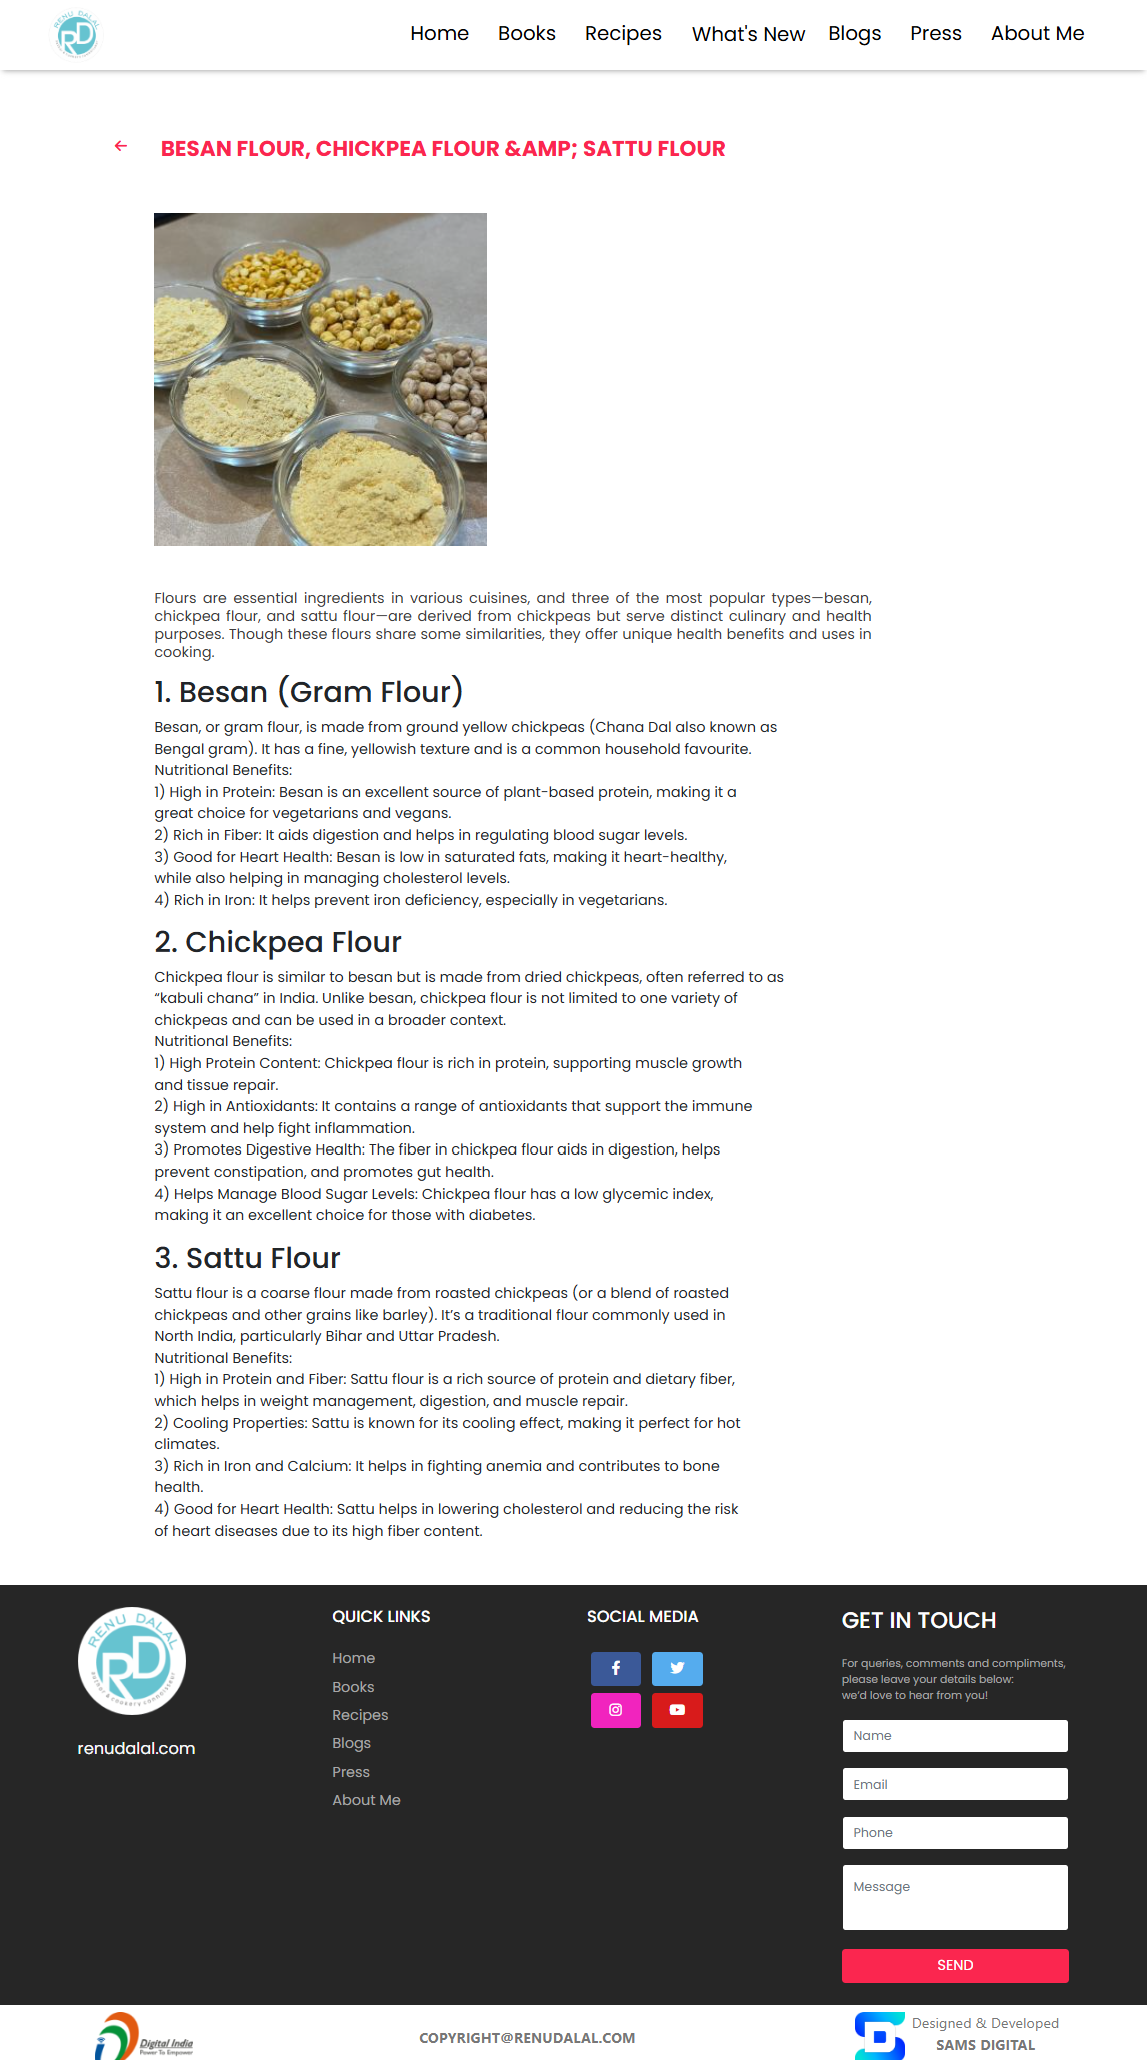 RENU DALAL
RD
Home Books Recipes What's New Blogs Press About Me
BESAN FLOUR, CHICKPEA FLOUR &AMP; SATTU FLOUR
Flours are essential ingredients in various cuisines, and three of the most popular types—besan,
chickpea flour, and sattu flour—are derived from chickpeas but serve distinct culinary and health
purposes. Though these flours share some similarities, they offer unique health benefits and uses in
cooking.
1. Besan (Gram Flour)
Besan, or gram flour, is made from ground yellow chickpeas (Chana Dal also known as
Bengal gram). It has a fine, yellowish texture and is a common household favourite.
Nutritional Benefits:
1) High in Protein: Besan is an excellent source of plant-based protein, making it a
great choice for vegetarians and vegans.
2) Rich in Fiber: It aids digestion and helps in regulating blood sugar levels.
3) Good for Heart Health: Besan is low in saturated fats, making it heart-healthy,
while also helping in managing cholesterol levels.
4) Rich in Iron: It helps prevent iron deficiency, especially in vegetarians.
2. Chickpea Flour
Chickpea flour is similar to besan but is made from dried chickpeas, often referred to as
“kabuli chana” in India. Unlike besan, chickpea flour is not limited to one variety of
chickpeas and can be used in a broader context.
Nutritional Benefits:
1) High Protein Content: Chickpea flour is rich in protein, supporting muscle growth
and tissue repair.
2) High in Antioxidants: It contains a range of antioxidants that support the immune
system and help fight inflammation.
3) Promotes Digestive Health: The fiber in chickpea flour aids in digestion, helps
prevent constipation, and promotes gut health.
4) Helps Manage Blood Sugar Levels: Chickpea flour has a low glycemic index,
making it an excellent choice for those with diabetes.
3. Sattu Flour
Sattu flour is a coarse flour made from roasted chickpeas (or a blend of roasted
chickpeas and other grains like barley). It’s a traditional flour commonly used in
North India, particularly Bihar and Uttar Pradesh.
Nutritional Benefits:
1) High in Protein and Fiber: Sattu flour is a rich source of protein and dietary fiber,
which helps in weight management, digestion, and muscle repair.
2) Cooling Properties: Sattu is known for its cooling effect, making it perfect for hot
climates.
3) Rich in Iron and Calcium: It helps in fighting anemia and contributes to bone
health.
4) Good for Heart Health: Sattu helps in lowering cholesterol and reducing the risk
of heart diseases due to its high fiber content.
RENU DALAL
RD
author & cookery connoisseur
renudalal.com
QUICK LINKS
Home
Books
Recipes
Blogs
Press
About Me
SOCIAL MEDIA
GET IN TOUCH
For queries, comments and compliments,
please leave your details below:
we’d love to hear from you!
Name
Email
Phone
Message
SEND
Digital India
Power To Empower
COPYRIGHT@RENUDALAL.COM
Designed & Developed
SAMS DIGITAL